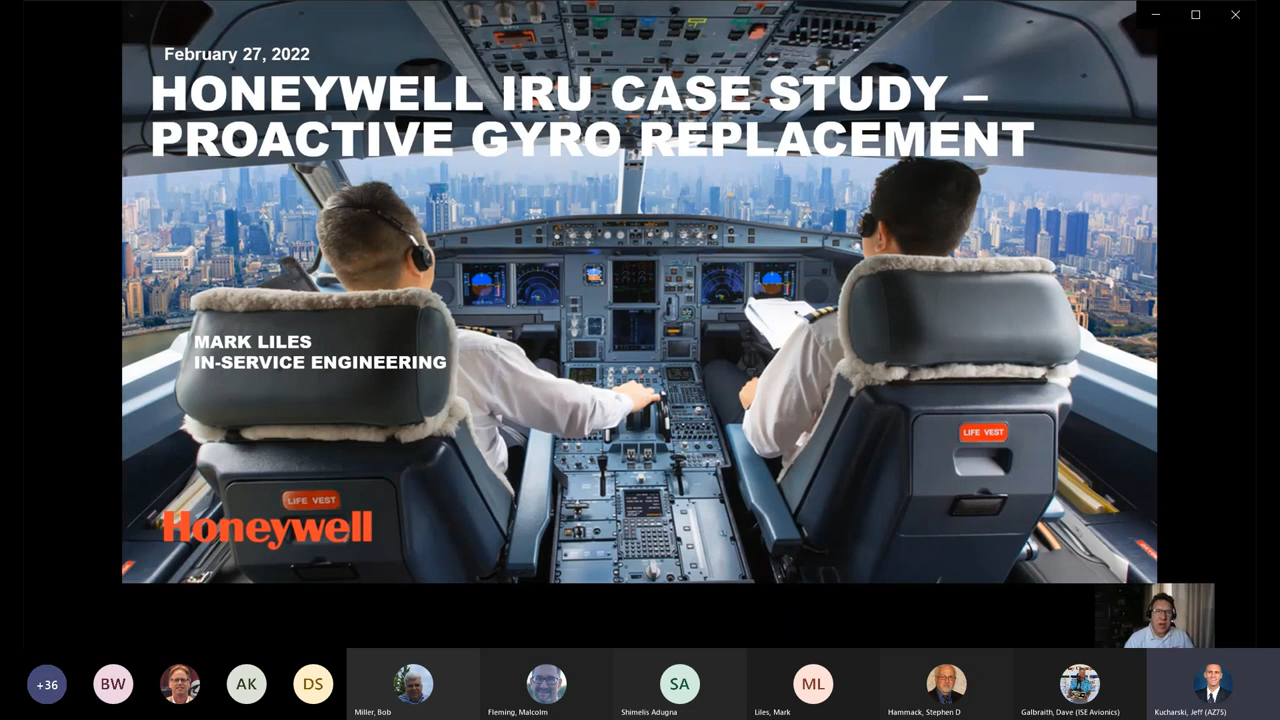 February 27, 2022
HONEYWELL IRU CASE STUDY –
PROACTIVE GYRO REPLACEMENT
MARK LILES
IN-SERVICE ENGINEERING
LIFE VEST
LIFE VEST
Honeywell
+36
BW
AK
DS
SA
ML
Miller, Bob
Fleming, Malcolm
Shimelis Adugna
Liles, Mark
Hammack, Stephen D
Galbraith, Dave (ISE Avionics)
Kucharski, Jeff (AZ75)